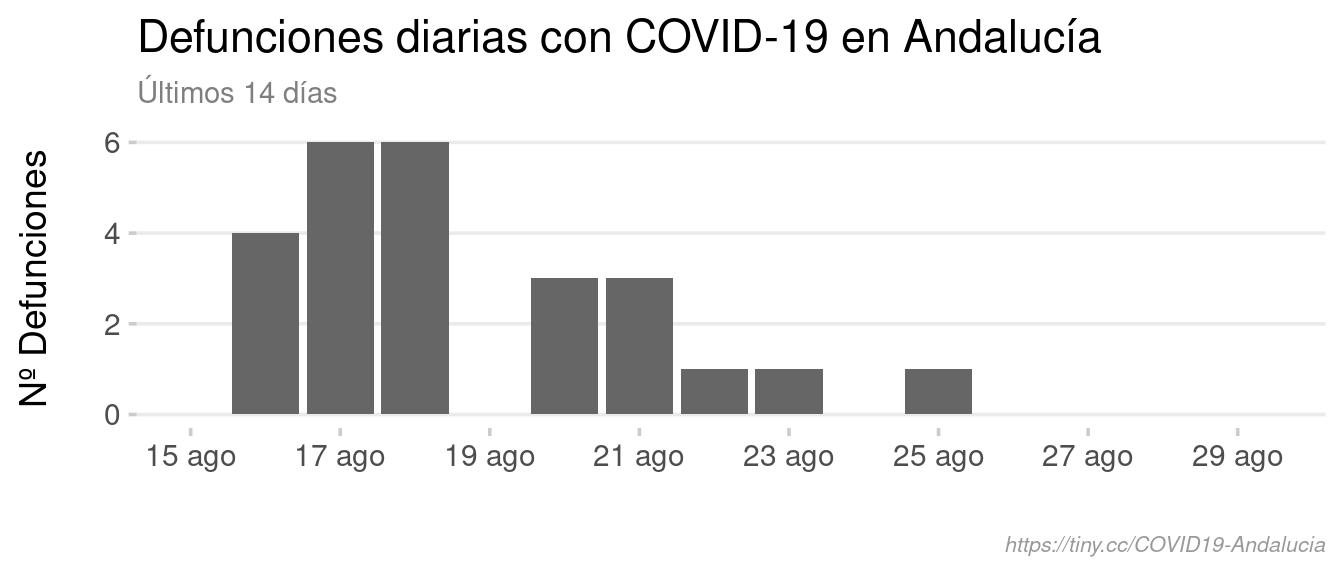 Defunciones diarias con COVID-19 en Andalucía
Últimos 14 días
Nº Defunciones
6
4
2
0
15 ago 17 ago 19 ago 21 ago 23 ago 25 ago 27 ago 29 ago
https://tiny.cc/COVID19-Andalucia